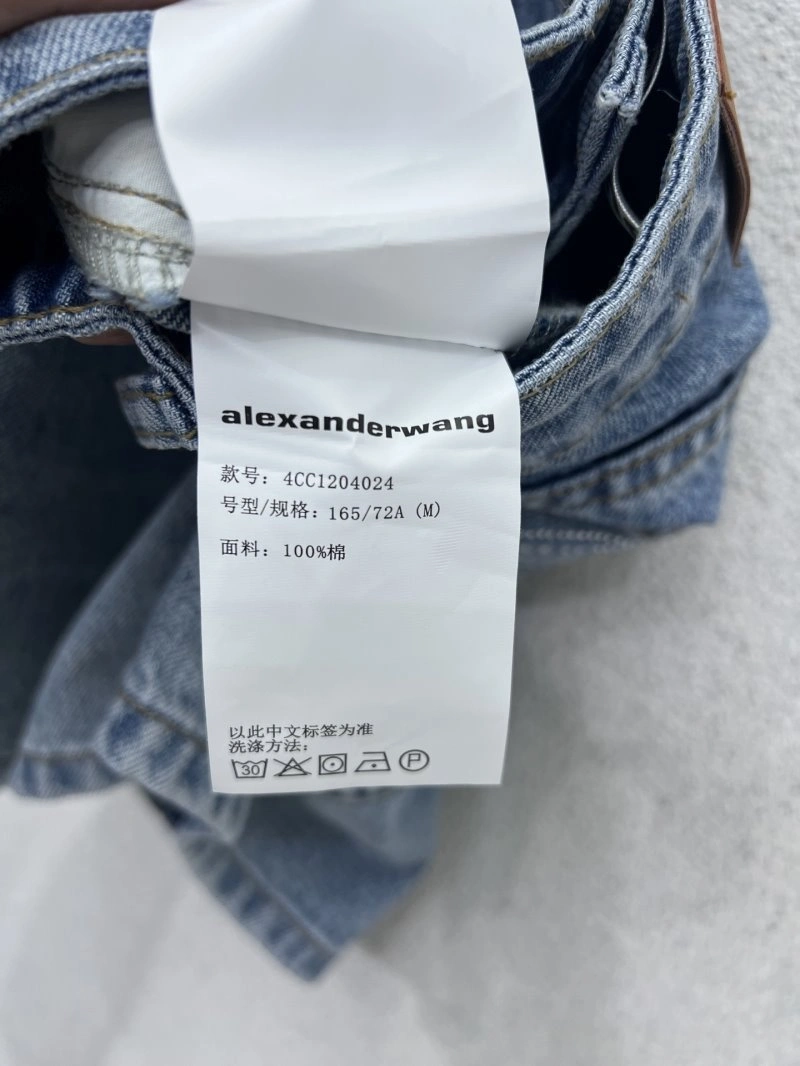 alexanderwang
款号：4CC1204024
号型/规格：165/72A（M）
面料：100%棉
以此中文标签为准
洗涤方法：
30 P